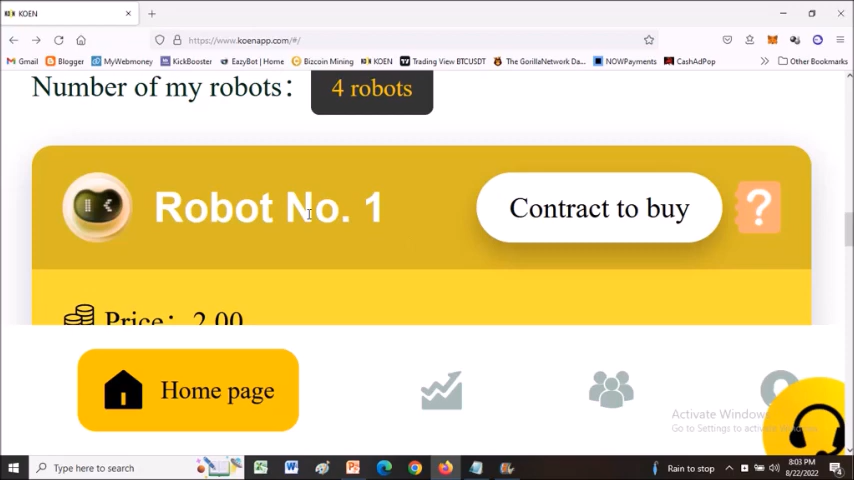 KOEN
https://www.koenapp.com/#/
Gmail Blogger MyWebmoney KickBooster EazyBot | Home Bizcoin Mining KOEN Trading View BTCUSDT The GorillaNetwork Da... NOWPayments CashAdPop Other Bookmarks
Number of my robots： 4 robots
Robot No. 1 Contract to buy ?
Price： 2.00
Home page
Activate Windows
Go to Settings to activate Windows.
Type here to search
Rain to stop
8:03 PM
8/22/2022
4